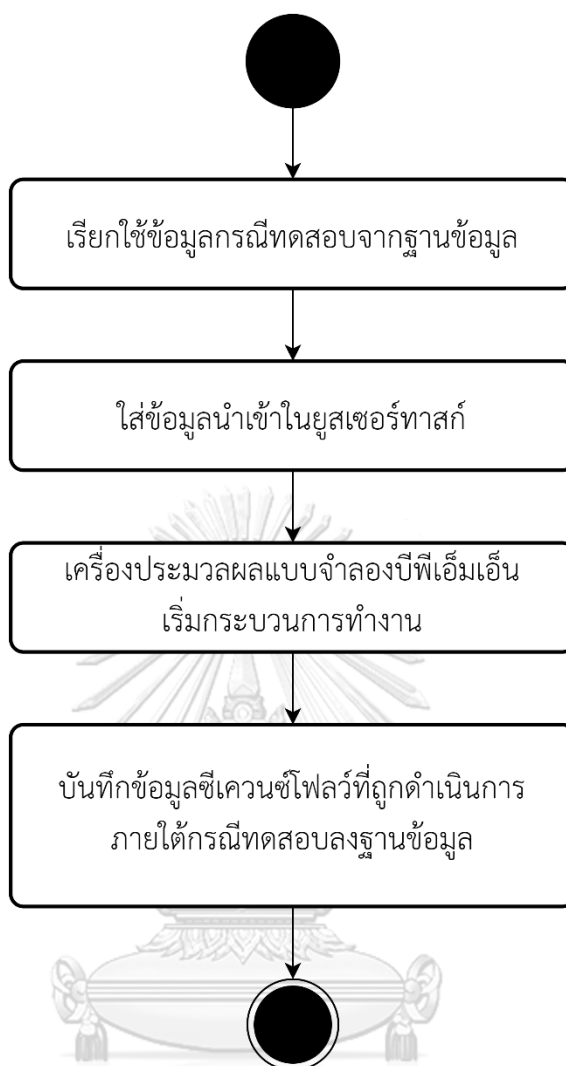 เรียกใช้ข้อมูลกรณีทดสอบจากฐานข้อมูล
ใส่ข้อมูลนำเข้าในยูสเซอร์ทาสก์
เครื่องประมวลผลแบบจำลองบีพีเอ็มเอ็น
เริ่มกระบวนการทำงาน
บันทึกข้อมูลซีเควนซ์โฟลว์ที่ถูกดำเนินการ
ภายใต้กรณีทดสอบลงฐานข้อมูล